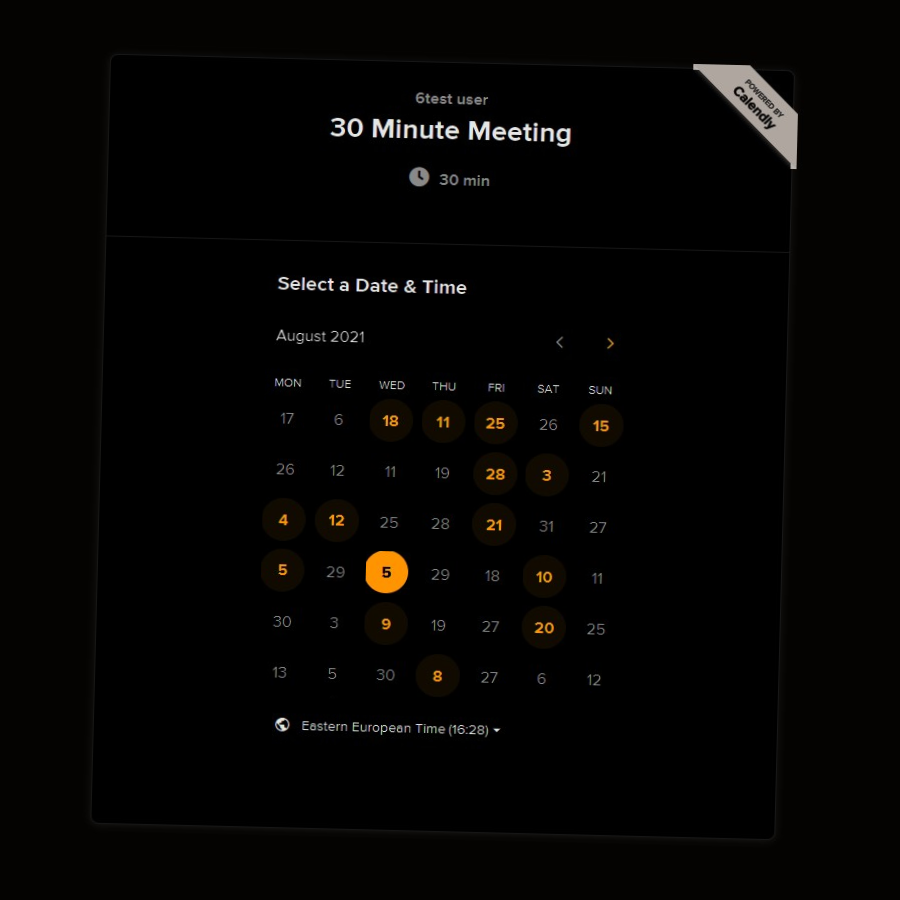 POWERED BY
Calendly
6test user
30 Minute Meeting
30 min
Select a Date & Time
August 2021
MON TUE WED THU FRI SAT SUN
17 6 18 11 25 26 15
26 12 11 19 28 3 21
4 12 25 28 21 31 27
5 29 5 29 18 10 11
30 3 9 19 27 20 25
13 5 30 8 27 6 12
Eastern European Time (16:28)